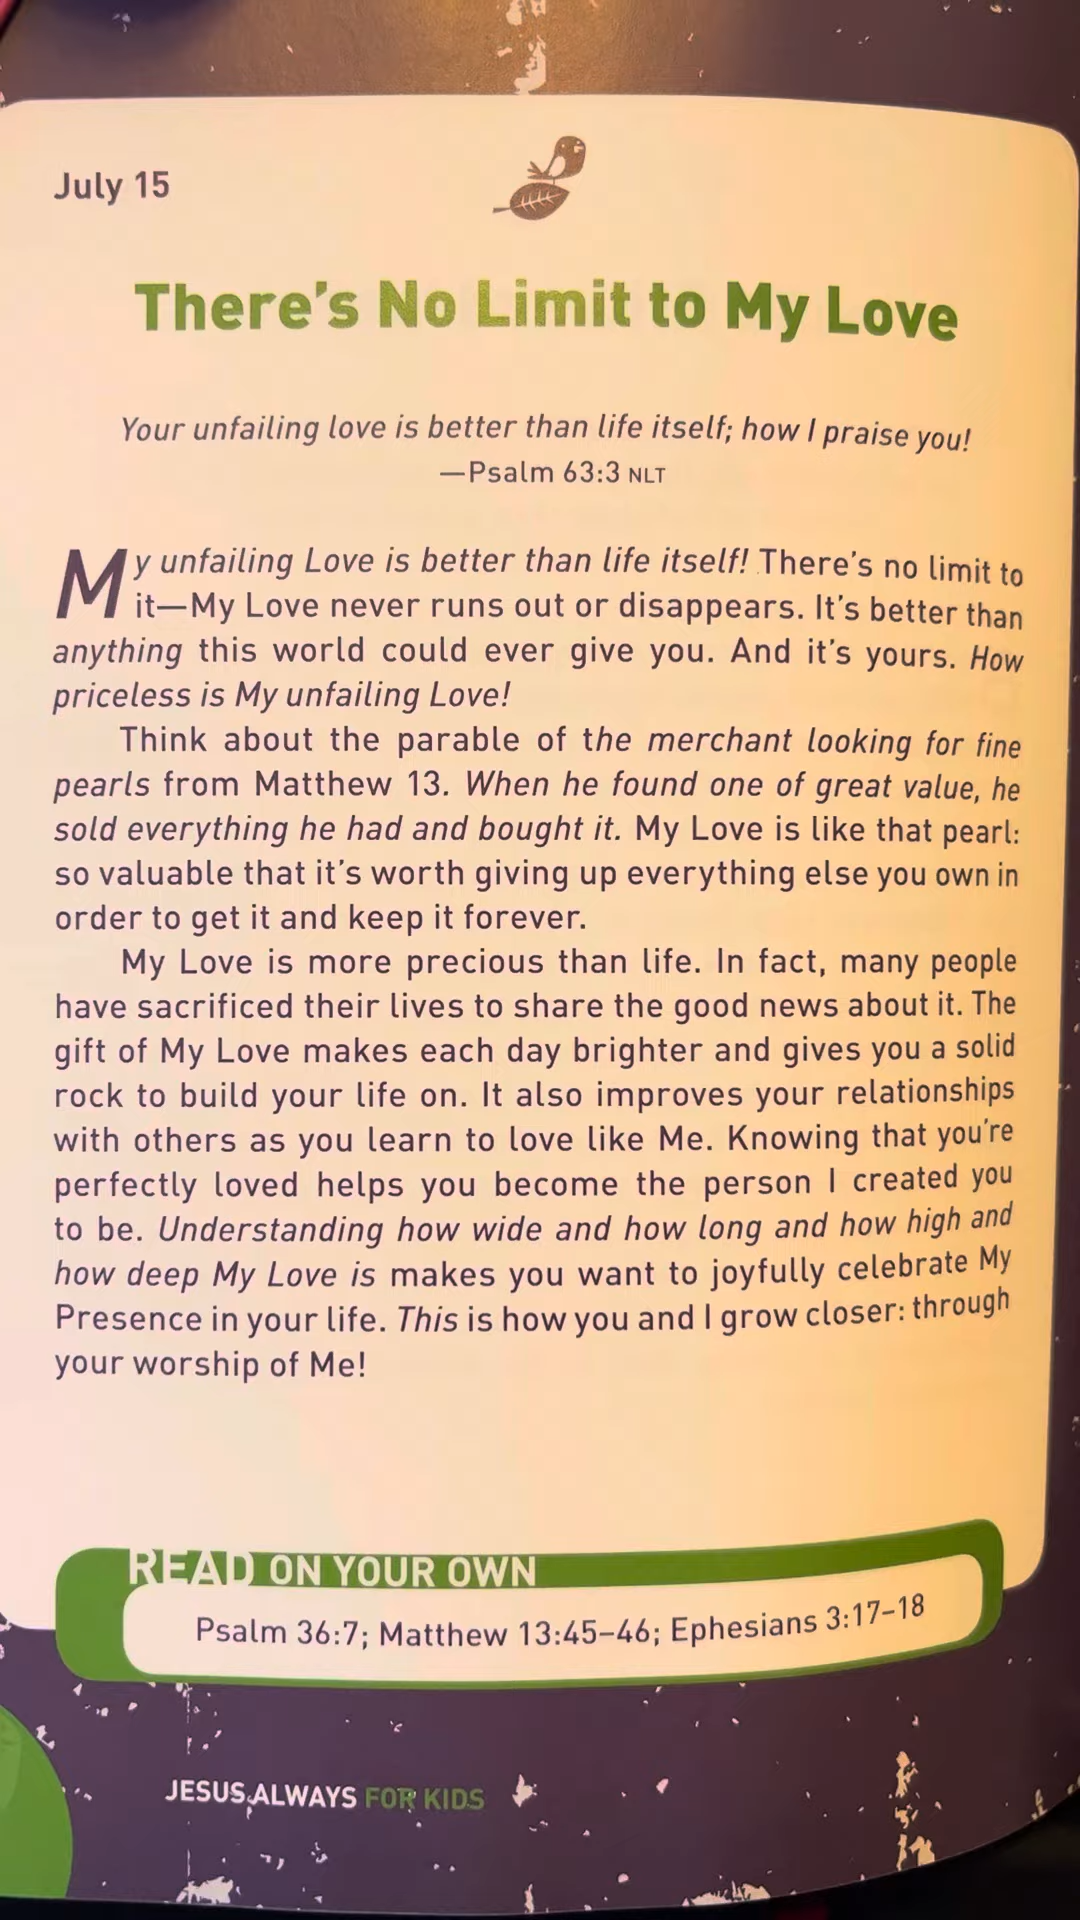 July 15
There's No Limit to My Love
Your unfailing love is better than life itself; how I praise you!
—Psalm 63:3 NLT
My unfailing Love is better than life itself! There's no limit to
it—My Love never runs out or disappears. It's better than
anything this world could ever give you. And it's yours. How
priceless is My unfailing Love!
Think about the parable of the merchant looking for fine
pearls from Matthew 13. When he found one of great value, he
sold everything he had and bought it. My Love is like that pearl:
so valuable that it's worth giving up everything else you own in
order to get it and keep it forever.
My Love is more precious than life. In fact, many people
have sacrificed their lives to share the good news about it. The
gift of My Love makes each day brighter and gives you a solid
rock to build your life on. It also improves your relationships
with others as you learn to love like Me. Knowing that you're
perfectly loved helps you become the person I created you
to be. Understanding how wide and how long and how high and
how deep My Love is makes you want to joyfully celebrate My
Presence in your life. This is how you and I grow closer: through
your worship of Me!
READ ON YOUR OWN
Psalm 36:7; Matthew 13:45–46; Ephesians 3:17–18
JESUS ALWAYS FOR KIDS